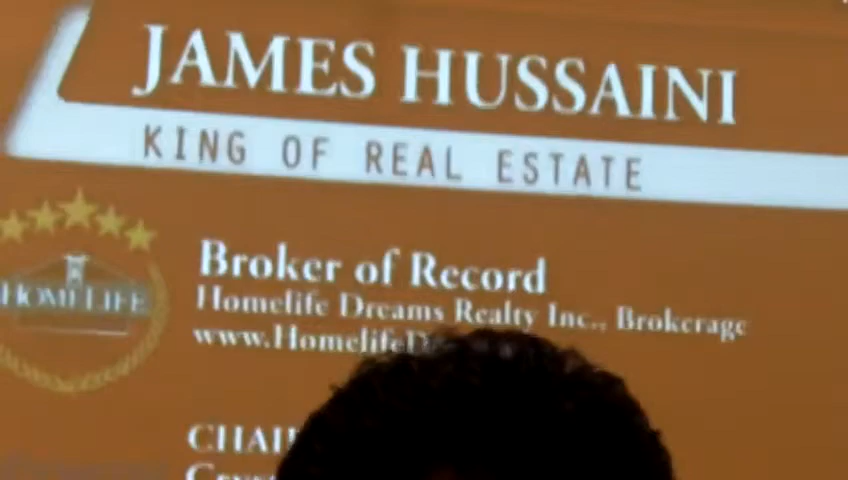 JAMES HUSSAINI
KING OF REAL ESTATE
HOMELIFE
Broker of Record
Homelife Dreams Realty Inc., Brokerage